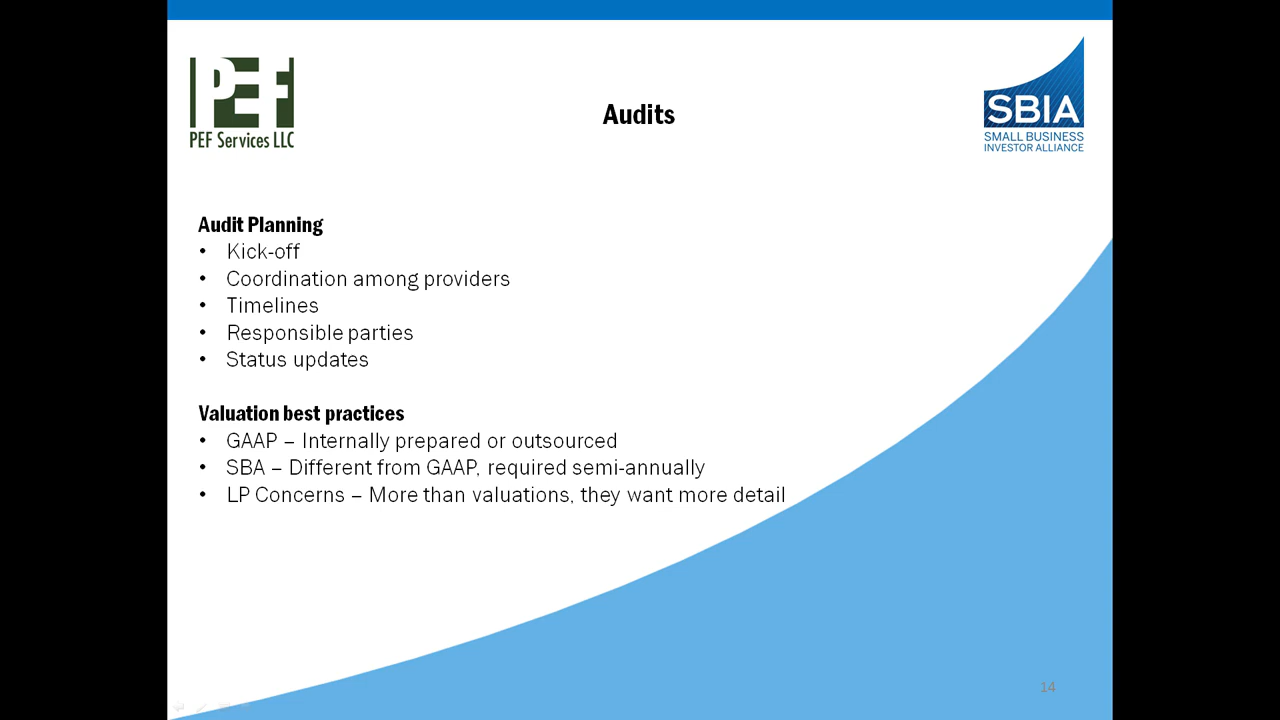 PEF
PEF Services LLC
Audits
SBIA
SMALL BUSINESS
INVESTOR ALLIANCE
Audit Planning
• Kick-off
• Coordination among providers
• Timelines
• Responsible parties
• Status updates
Valuation best practices
• GAAP – Internally prepared or outsourced
• SBA – Different from GAAP, required semi-annually
• LP Concerns – More than valuations, they want more detail
14